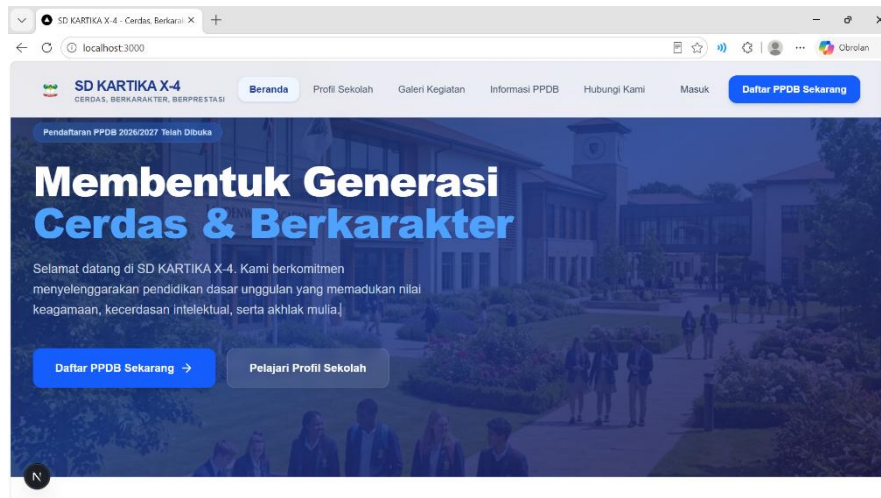 SD KARTIKA X-4 - Cerdas, Berkarak
localhost:3000
Obrolan
SD KARTIKA X-4
CERDAS, BERKARAKTER, BERPRESTASI
Beranda
Profil Sekolah
Galeri Kegiatan
Informasi PPDB
Hubungi Kami
Masuk
Daftar PPDB Sekarang
Pendaftaran PPDB 2026/2027 Telah Dibuka
Membentuk Generasi
Cerdas & Berkarakter
Selamat datang di SD KARTIKA X-4. Kami berkomitmen
menyelenggarakan pendidikan dasar unggulan yang memadukan nilai
keagamaan, kecerdasan intelektual, serta akhlak mulia.
Daftar PPDB Sekarang →
Pelajari Profil Sekolah
N